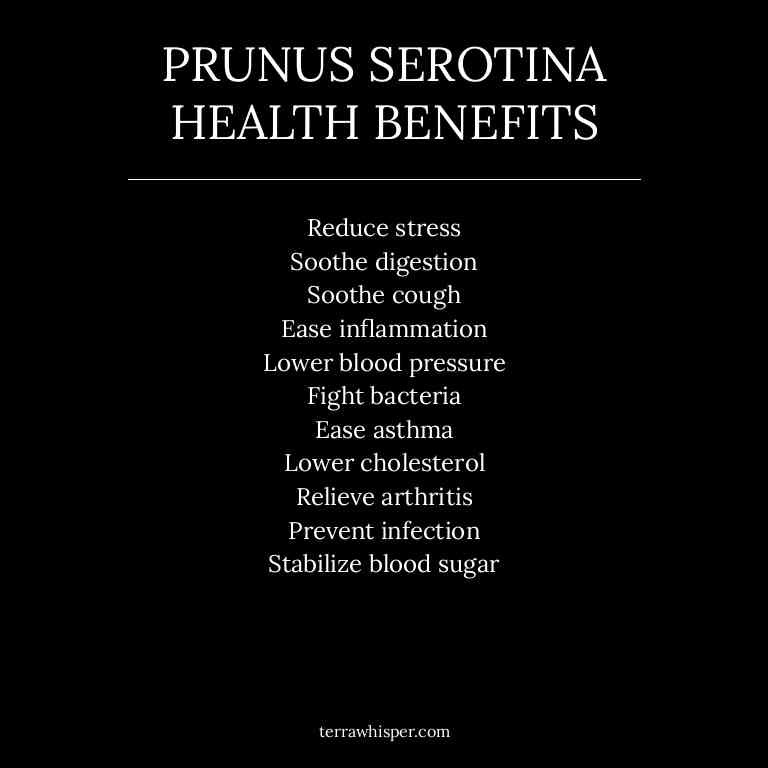 PRUNUS SEROTINA
HEALTH BENEFITS
Reduce stress
Soothe digestion
Soothe cough
Ease inflammation
Lower blood pressure
Fight bacteria
Ease asthma
Lower cholesterol
Relieve arthritis
Prevent infection
Stabilize blood sugar
terrawhisper.com